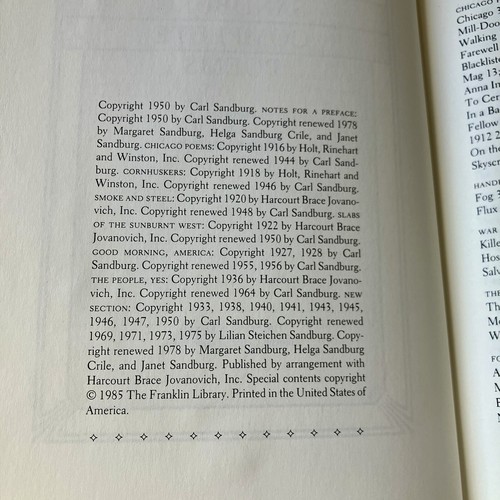 Copyright 1950 by Carl Sandburg. NOTES FOR A PREFACE:
Copyright 1950 by Carl Sandburg. Copyright renewed 1978
by Margaret Sandburg, Helga Sandburg Crile, and Janet
Sandburg. CHICAGO POEMS: Copyright 1916 by Holt, Rinehart
and Winston, Inc. Copyright renewed 1944 by Carl Sand-
burg. CORNHUSKERS: Copyright 1918 by Holt, Rinehart and
Winston, Inc. Copyright renewed 1946 by Carl Sandburg.
SMOKE AND STEEL: Copyright 1920 by Harcourt Brace Jovano-
vich, Inc. Copyright renewed 1948 by Carl Sandburg. SLABS
OF THE SUNBURNT WEST: Copyright 1922 by Harcourt Brace
Jovanovich, Inc. Copyright renewed 1950 by Carl Sandburg.
GOOD MORNING, AMERICA: Copyright 1927, 1928 by Carl
Sandburg. Copyright renewed 1955, 1956 by Carl Sandburg.
THE PEOPLE, YES: Copyright 1936 by Harcourt Brace Jovano-
vich, Inc. Copyright renewed 1964 by Carl Sandburg. NEW
SECTION: Copyright 1933, 1938, 1940, 1941, 1943, 1945,
1946, 1947, 1950 by Carl Sandburg. Copyright renewed
1969, 1971, 1973, 1975 by Lilian Steichen Sandburg. Copy-
right renewed 1978 by Margaret Sandburg, Helga Sandburg
Crile, and Janet Sandburg. Published by arrangement with
Harcourt Brace Jovanovich, Inc. Special contents copyright
© 1985 The Franklin Library. Printed in the United States of
America.
CHICAGO
Chicago 3
Mill-Doo
Walking
Farewell
Blackliste
Mag 13;
Anna Im
To Cer
In a Ba
Fellow
1912 2
On the
Skyscr
HAND
Fog 3
Flux
WAR
Kille
Hos
Salv
THE
Th
Mo
W
FO
A
M